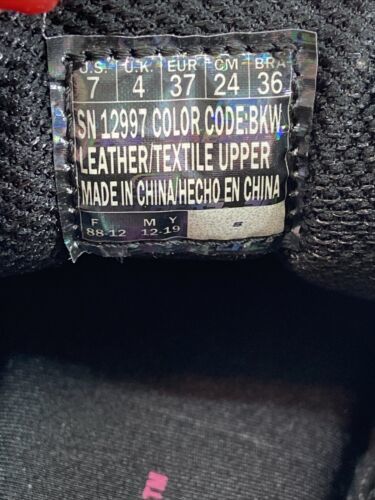 U.S. U.K. EUR CM BRA
7 4 37 24 36
SN 12997 COLOR CODE:BKW
LEATHER/TEXTILE UPPER
MADE IN CHINA/HECHO EN CHINA
F M Y
88-12 12-19
TM